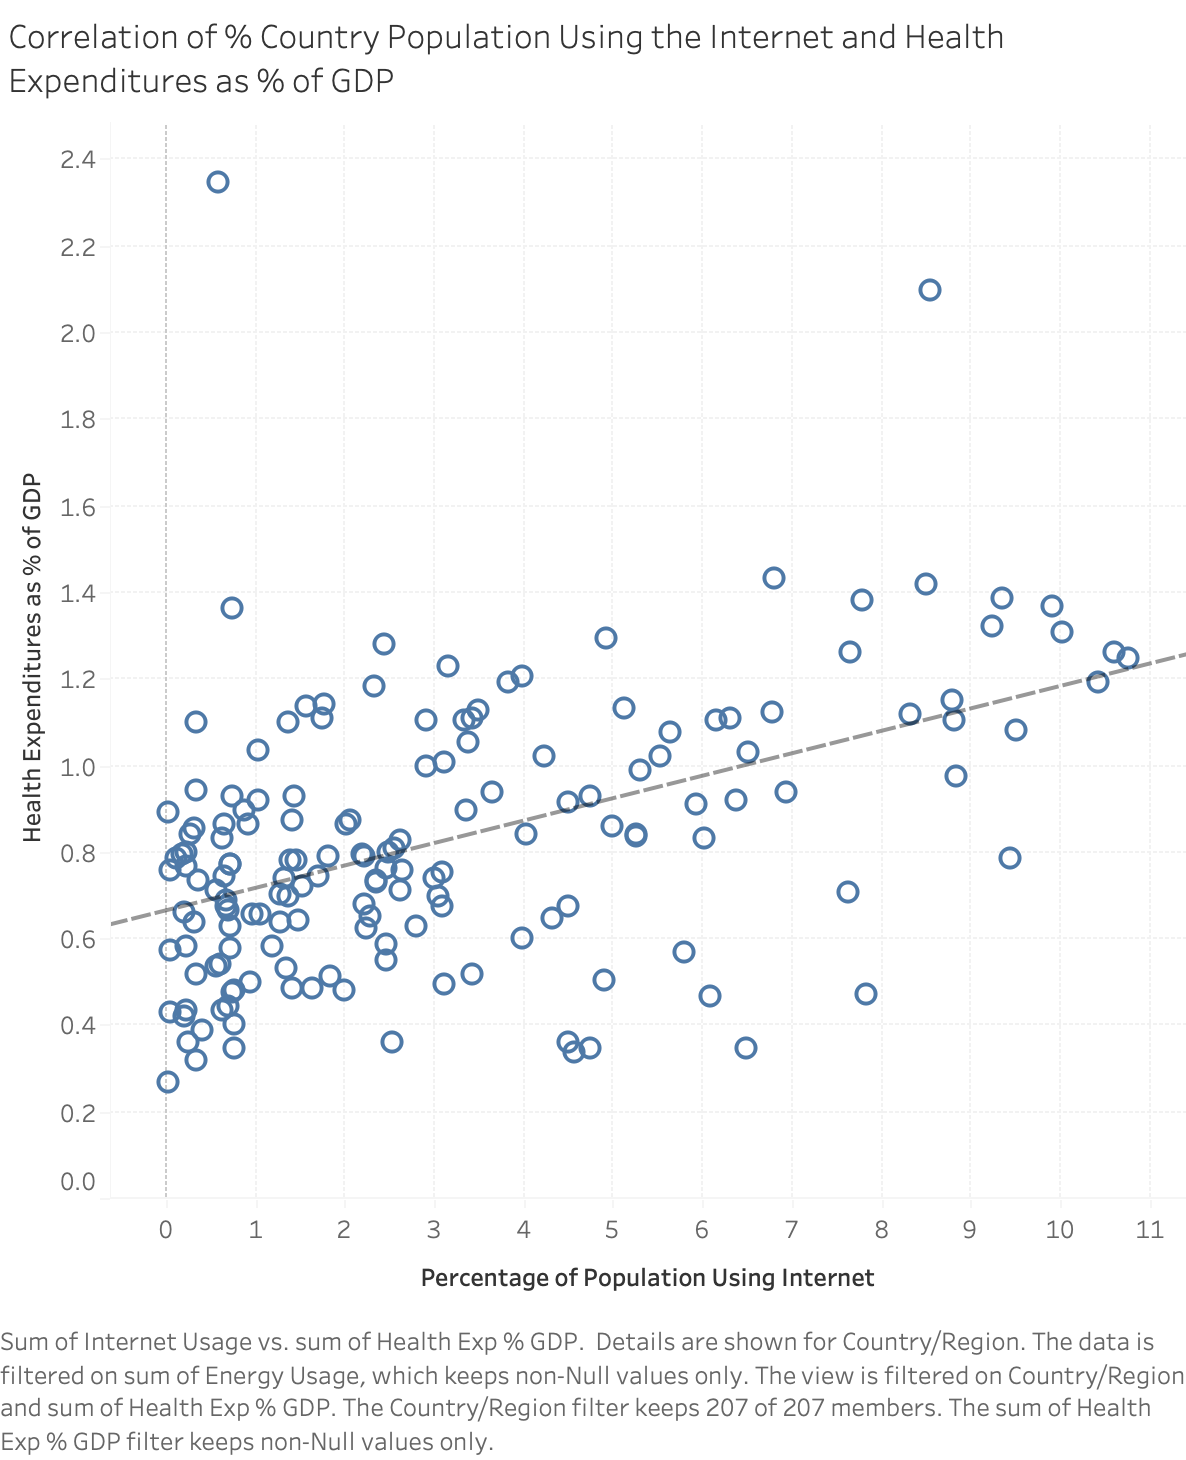 Correlation of % Country Population Using the Internet and Health
Expenditures as % of GDP
2.4
2.2
2.0
1.8
1.6
1.4
1.2
1.0
0.8
0.6
0.4
0.2
0.0
Health Expenditures as % of GDP
0 1 2 3 4 5 6 7 8 9 10 11
Percentage of Population Using Internet
Sum of Internet Usage vs. sum of Health Exp % GDP.  Details are shown for Country/Region. The data is
filtered on sum of Energy Usage, which keeps non-Null values only. The view is filtered on Country/Region
and sum of Health Exp % GDP. The Country/Region filter keeps 207 of 207 members. The sum of Health
Exp % GDP filter keeps non-Null values only.